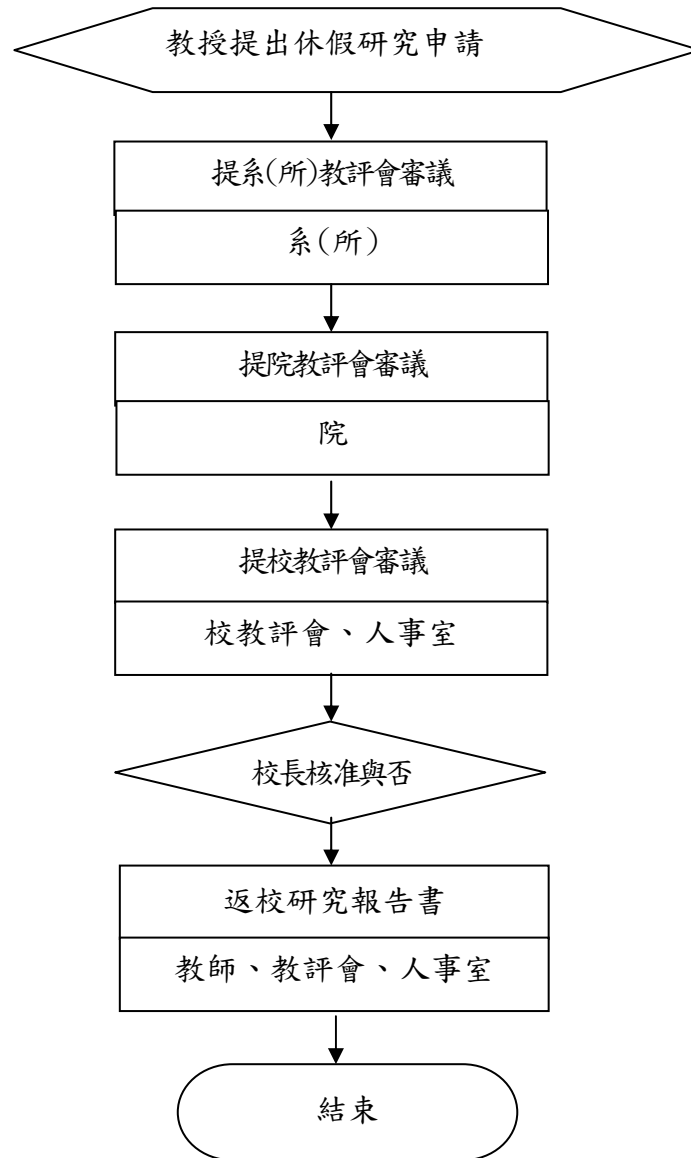 教授提出休假研究申請
提系(所)教評會審議
系(所)
提院教評會審議
院
提校教評會審議
校教評會、人事室
校長核准與否
返校研究報告書
教師、教評會、人事室
結束